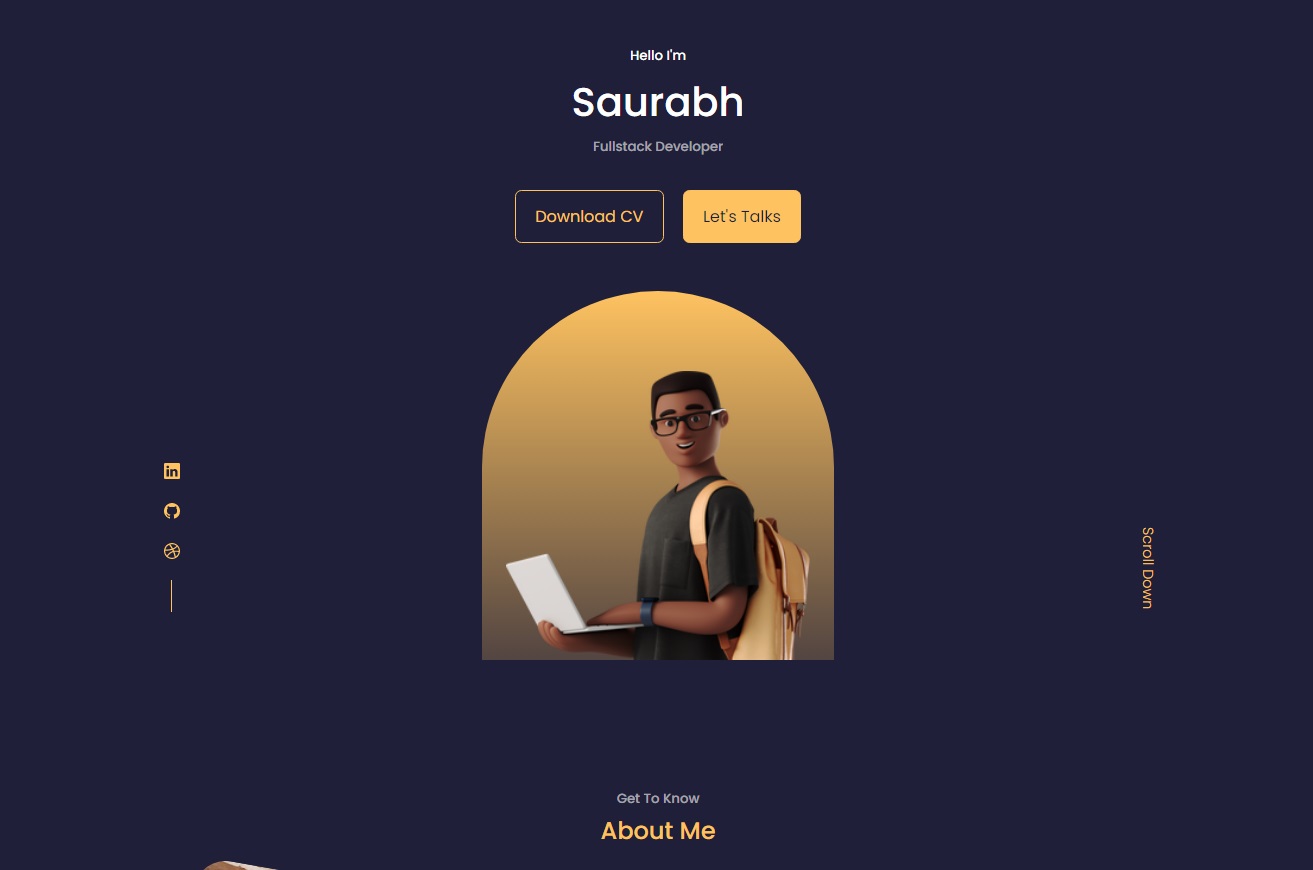 Hello I'm
Saurabh
Fullstack Developer
Download CV
Let's Talks
Scroll Down
Get To Know
About Me